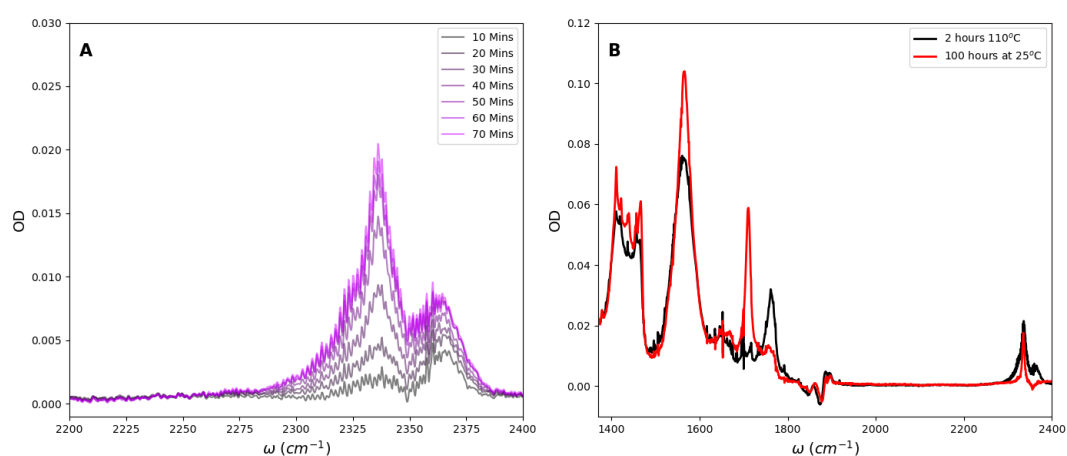 A
10 Mins
20 Mins
30 Mins
40 Mins
50 Mins
60 Mins
70 Mins
0.030
0.025
0.020
0.015
0.010
0.005
0.000
OD
2200 2225 2250 2275 2300 2325 2350 2375 2400
ω (cm⁻¹)
B
2 hours 110°C
100 hours at 25°C
0.12
0.10
0.08
0.06
0.04
0.02
0.00
OD
1400 1600 1800 2000 2200 2400
ω (cm⁻¹)